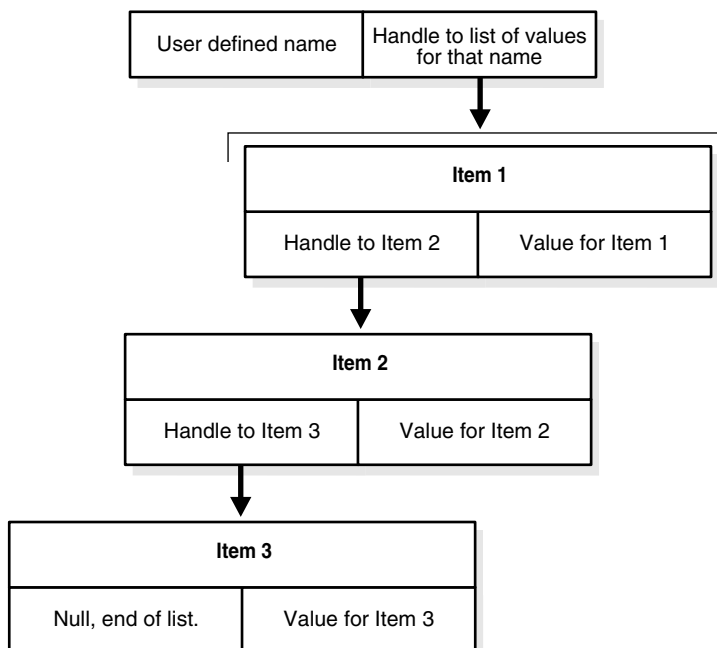 User defined name
Handle to list of values
for that name
Item 1
Handle to Item 2
Value for Item 1
Item 2
Handle to Item 3
Value for Item 2
Item 3
Null, end of list.
Value for Item 3